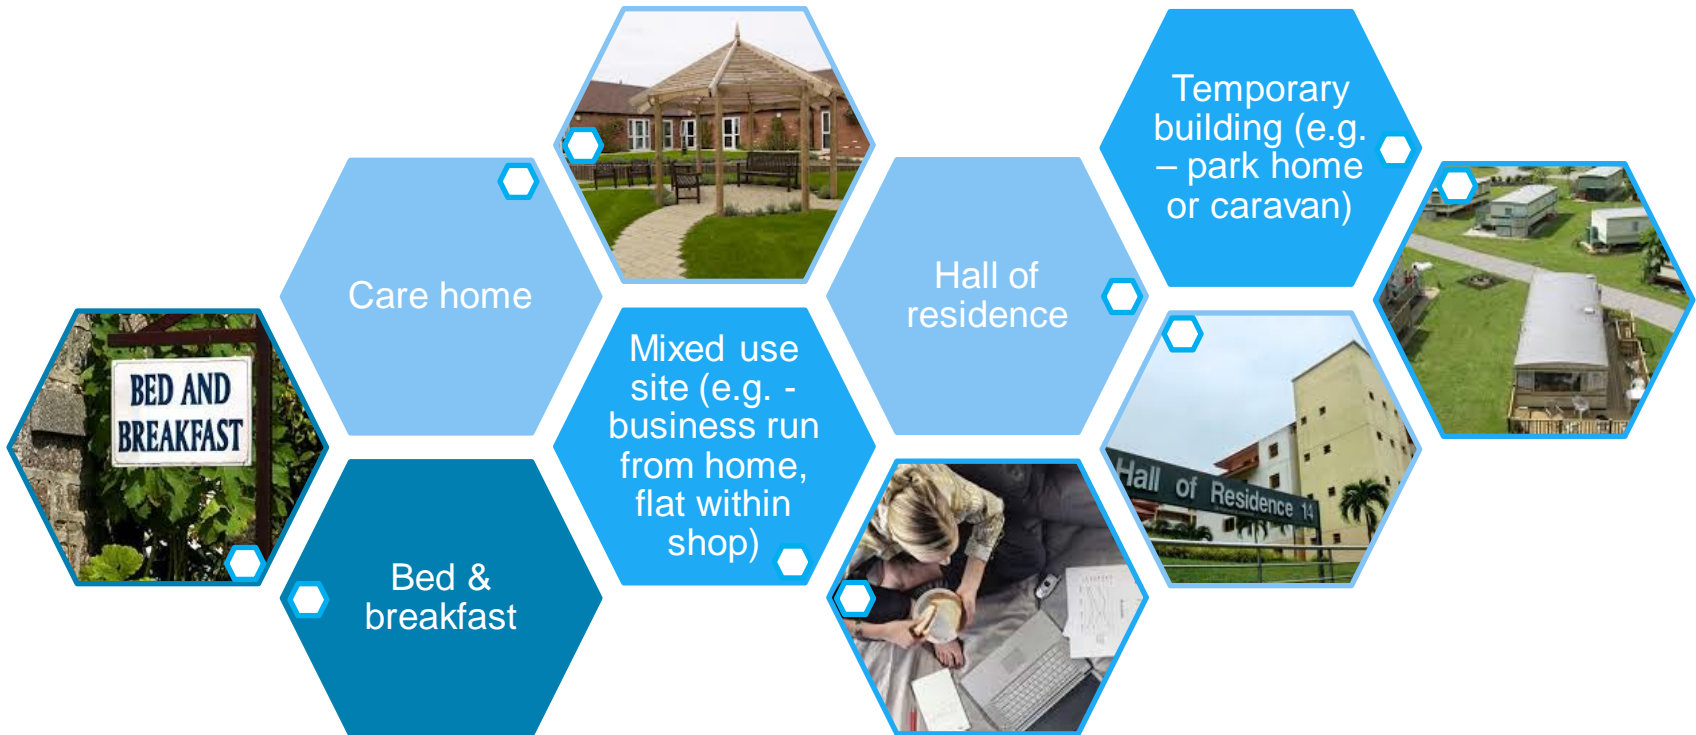 BED AND
BREAKFAST
Care home
Bed &
breakfast
Mixed use
site (e.g. -
business run
from home,
flat within
shop)
Hall of
residence
Temporary
building (e.g.
– park home
or caravan)
Hall of Residence 14